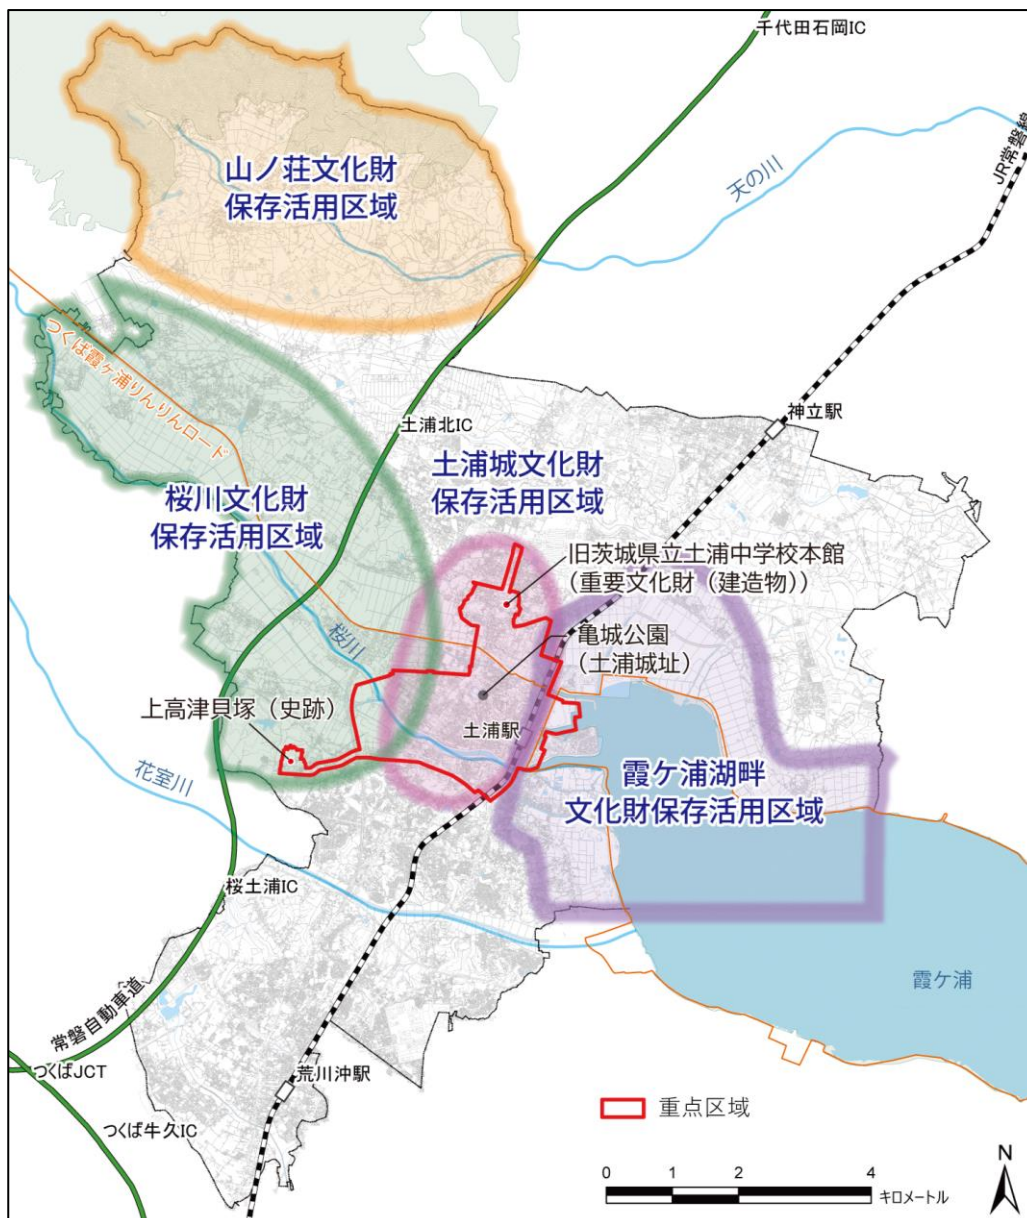 千代田石岡IC
JR常磐線
天の川
山ノ荘文化財
保存活用区域
つくば霞ヶ浦りんりんロード
神立駅
土浦北IC
土浦城文化財
保存活用区域
桜川文化財
保存活用区域
旧茨城県立土浦中学校本館
(重要文化財(建造物))
桜川
亀城公園
(土浦城址)
上高津貝塚(史跡)
土浦駅
花室川
霞ケ浦湖畔
文化財保存活用区域
桜土浦IC
霞ケ浦
常磐自動車道
つくばJCT
荒川沖駅
重点区域
つくば牛久IC
N
0 1 2 4
キロメートル